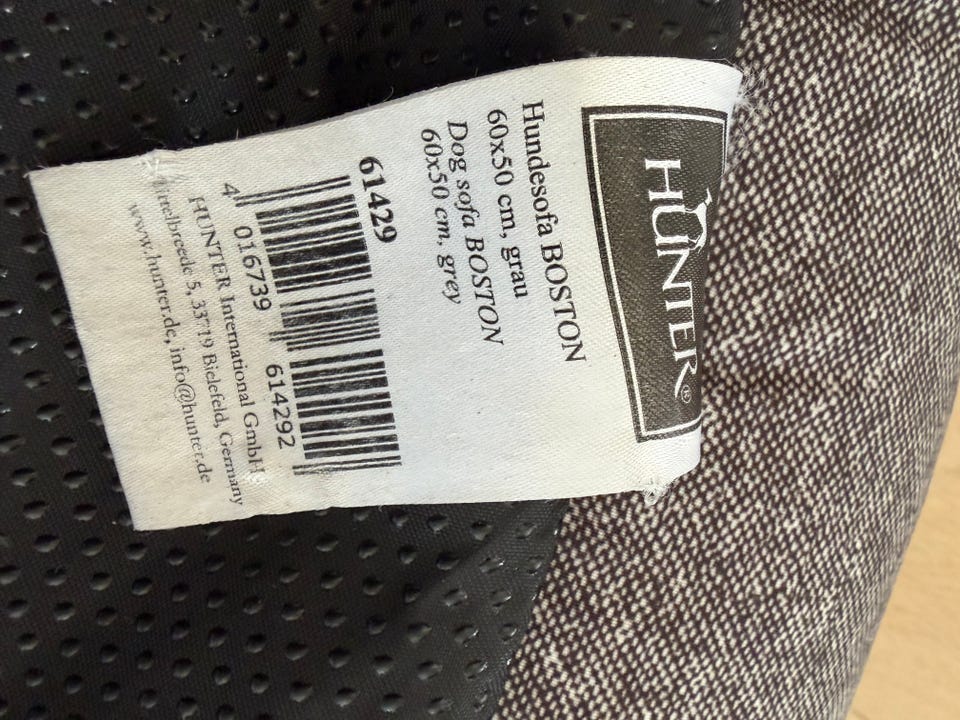 HUNTER®
Hundesofa BOSTON
60x50 cm, grau
Dog sofa BOSTON
60x50 cm, grey
61429
4 016739 614292
HUNTER International GmbH
5, 33719 Bielefeld, Germany
www.hunter.de, info@hunter.de